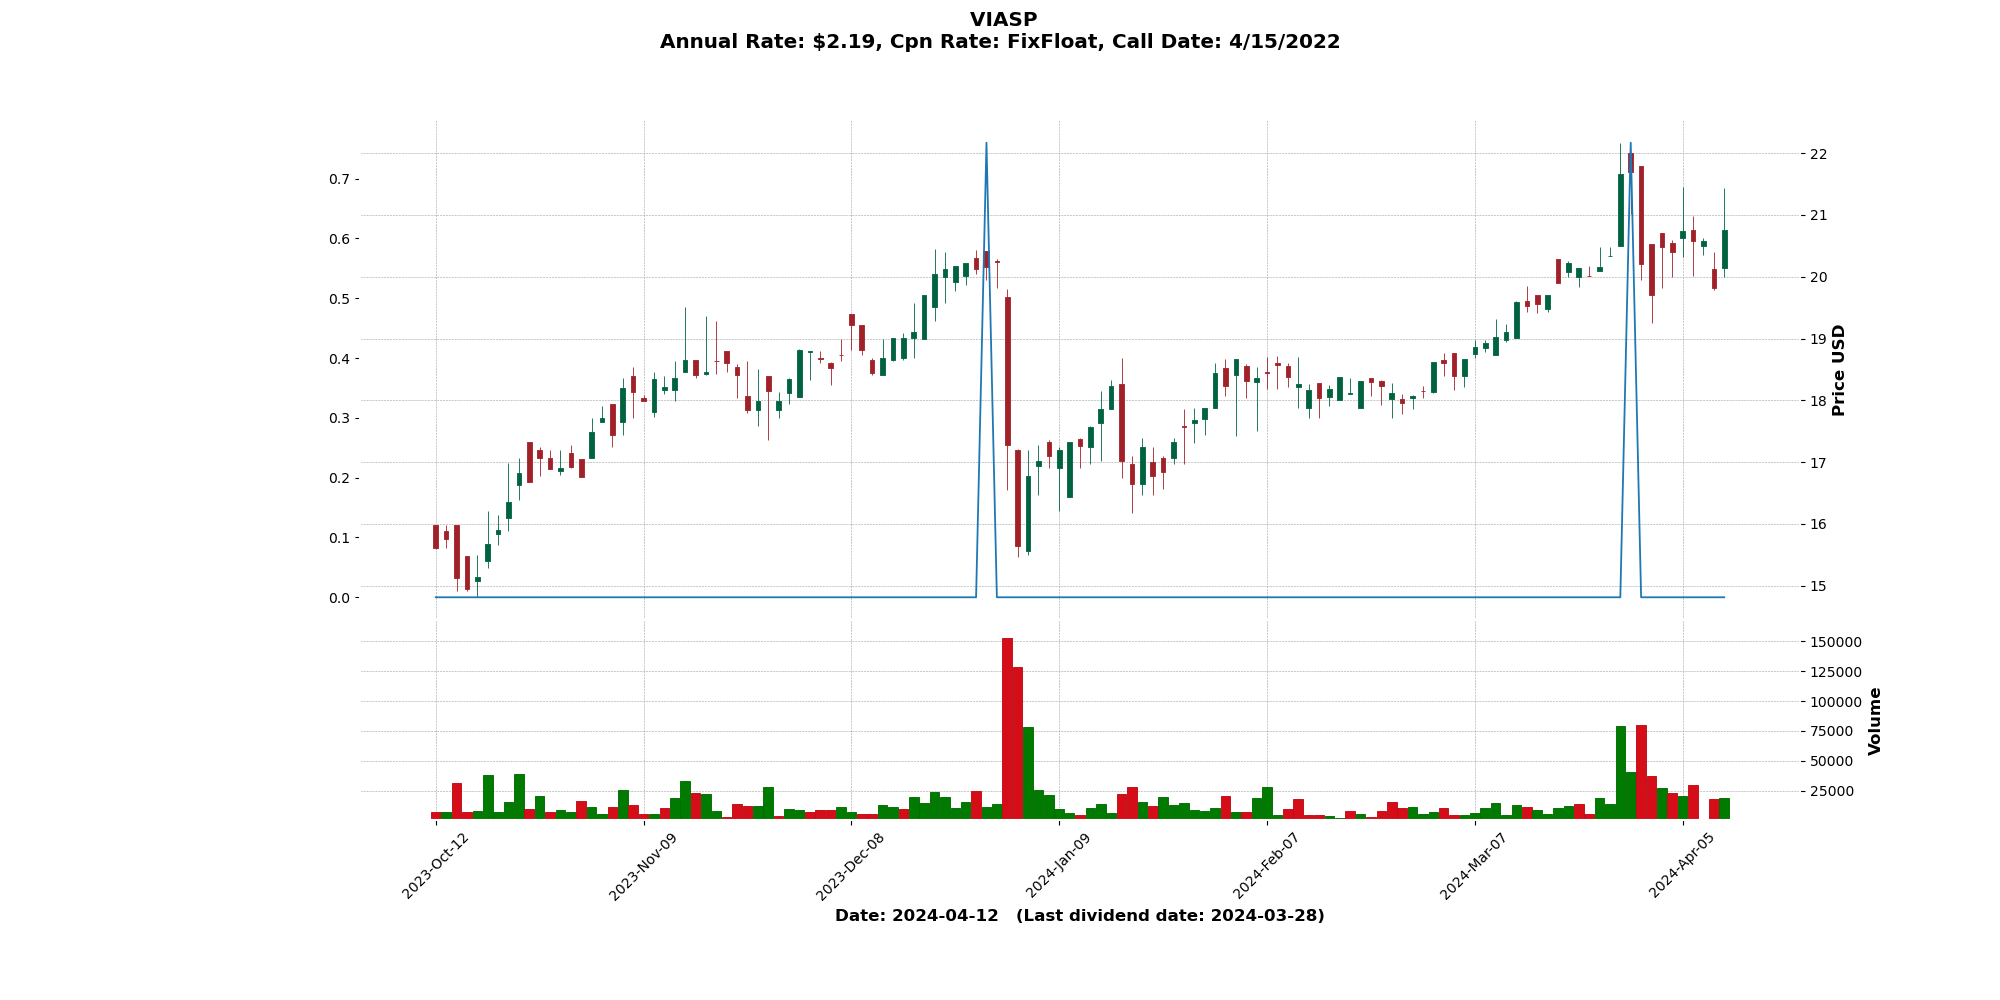 VIASP
Annual Rate: $2.19, Cpn Rate: FixFloat, Call Date: 4/15/2022
0.7
0.6
0.5
0.4
0.3
0.2
0.1
0.0
22
21
20
19
18
17
16
15
Price USD
150000
125000
100000
75000
50000
25000
Volume
2023-Oct-12
2023-Nov-09
2023-Dec-08
2024-Jan-09
2024-Feb-07
2024-Mar-07
2024-Apr-05
Date: 2024-04-12 (Last dividend date: 2024-03-28)